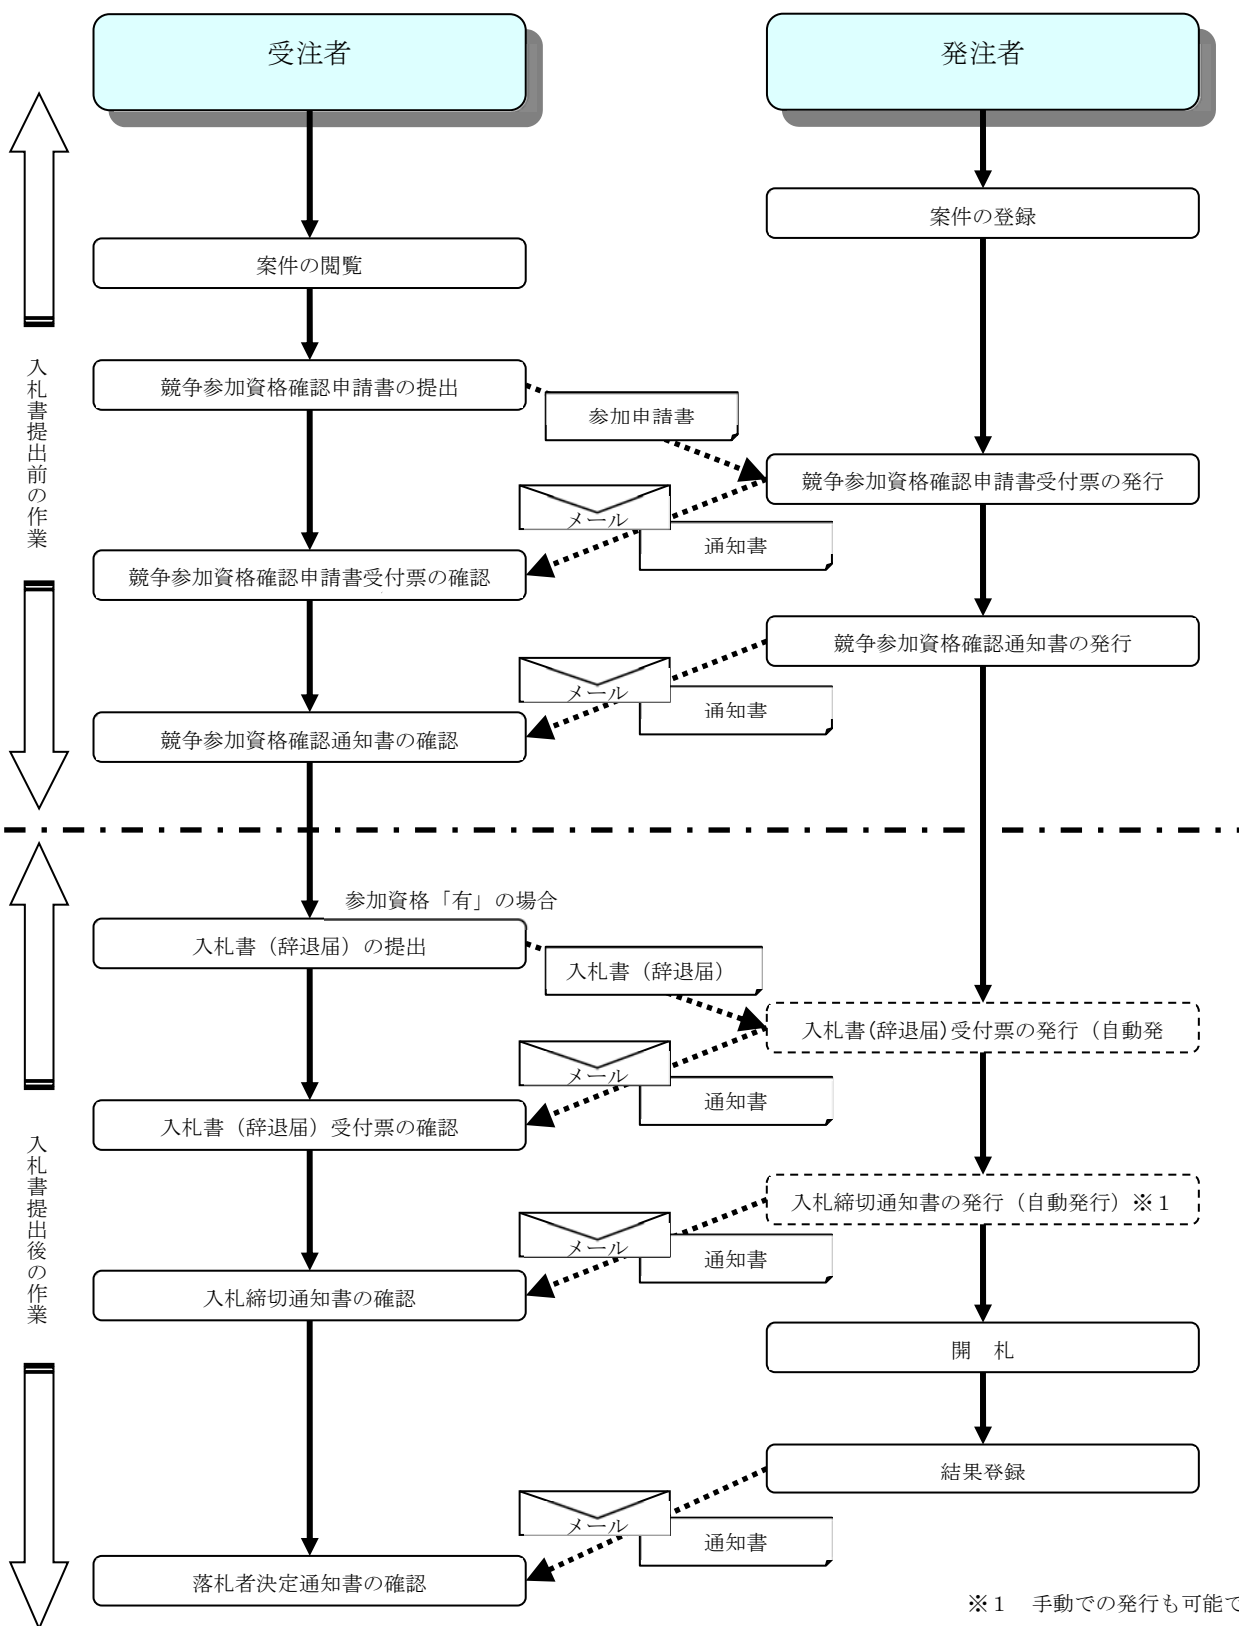 受注者
発注者
案件の登録
案件の閲覧
競争参加資格確認申請書の提出
参加申請書
競争参加資格確認申請書受付票の発行
メール
通知書
競争参加資格確認申請書受付票の確認
競争参加資格確認通知書の発行
メール
通知書
競争参加資格確認通知書の確認
入札書提出前の作業
参加資格「有」の場合
入札書（辞退届）の提出
入札書（辞退届）
入札書(辞退届)受付票の発行（自動発
メール
通知書
入札書（辞退届）受付票の確認
入札締切通知書の発行（自動発行）※１
メール
通知書
入札締切通知書の確認
開　札
結果登録
メール
通知書
落札者決定通知書の確認
入札書提出後の作業
※１　手動での発行も可能で